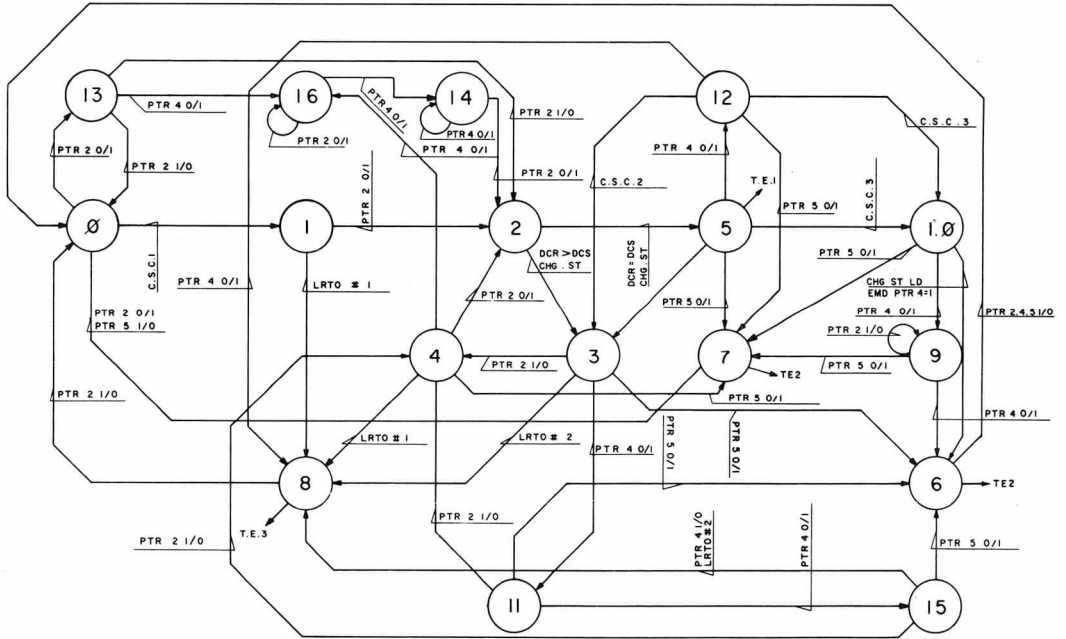 13
16
14
12
PTR 4 0/1
PTR 4 0/1
PTR 2 1/0
C.S.C.3
PTR 2 0/1
PTR 4 0/1
PTR 2 0/1
PTR 4 0/1
PTR 4 0/1
PTR 2 1/0
PTR 2 0/1
C.S.C.2
T.E.1
PTR 2 0/1
PTR 5 0/1
C.S.C.3
Ø
1
2
5
1.Ø
C.S.C.1
DCR > DCS
CHG. ST
DCR = DCS
CHG. ST
PTR 5 0/1
PTR 4 0/1
LRTO # 1
CHG ST LD
EMD PTR 4=1
PTR 2 0/1
PTR 5 1/0
PTR 2 0/1
PTR 5 0/1
PTR 4 0/1
PTR 2,4,5 1/0
PTR 2 1/0
4
PTR 2 1/0
3
7
9
PTR 5 0/1
TE2
PTR 2 1/0
PTR 5 0/1
PTR 4 0/1
LRTO # 1
LRTO # 2
PTR 4 0/1
PTR 5 0/1
PTR 5 0/1
8
6
TE2
T.E.3
PTR 2 1/0
PTR 2 1/0
PTR 4 1/0
LRTO #2
PTR 4 0/1
PTR 5 0/1
11
15